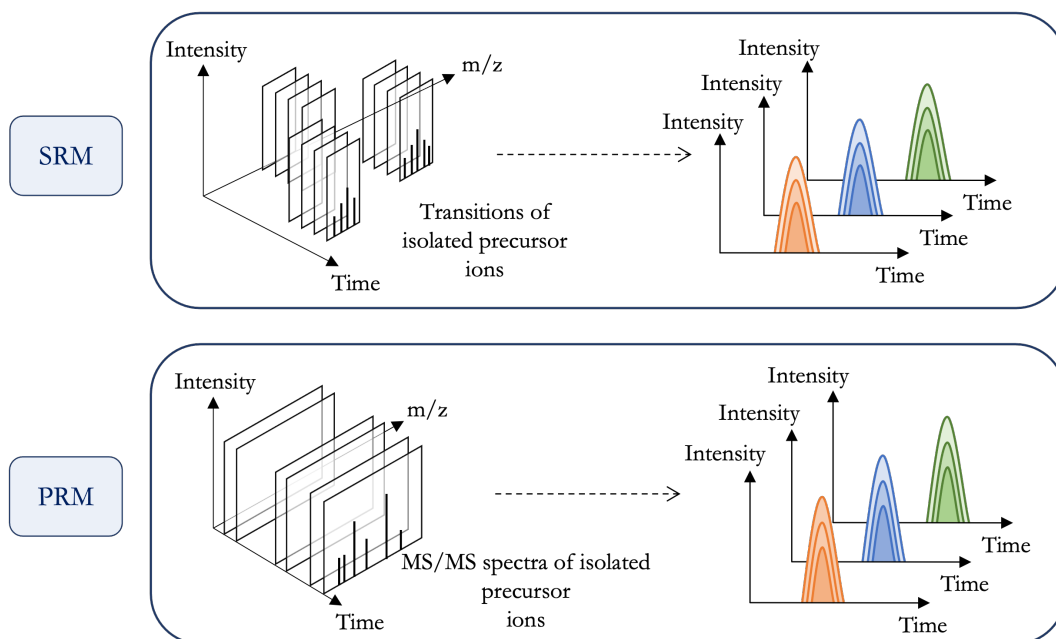 SRM
Intensity
m/z
Time
Transitions of
isolated precursor
ions
Intensity
Intensity
Intensity
Time
Time
Time
PRM
Intensity
m/z
Time
MS/MS spectra of isolated
precursor
ions
Intensity
Intensity
Intensity
Time
Time
Time